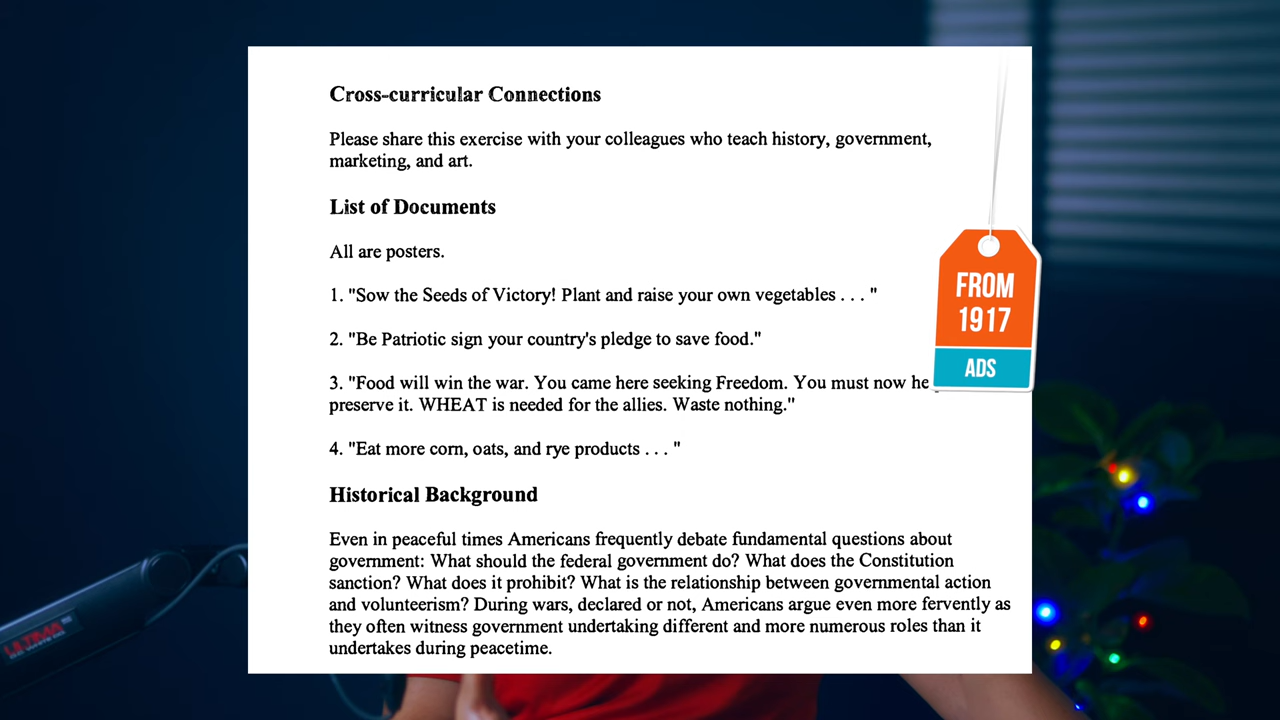 Cross-curricular Connections
Please share this exercise with your colleagues who teach history, government,
marketing, and art.
List of Documents
All are posters.
1. "Sow the Seeds of Victory! Plant and raise your own vegetables . . . "
2. "Be Patriotic sign your country's pledge to save food."
3. "Food will win the war. You came here seeking Freedom. You must now he
preserve it. WHEAT is needed for the allies. Waste nothing."
4. "Eat more corn, oats, and rye products . . . "
Historical Background
Even in peaceful times Americans frequently debate fundamental questions about
government: What should the federal government do? What does the Constitution
sanction? What does it prohibit? What is the relationship between governmental action
and volunteerism? During wars, declared or not, Americans argue even more fervently as
they often witness government undertaking different and more numerous roles than it
undertakes during peacetime.
FROM
1917
ADS